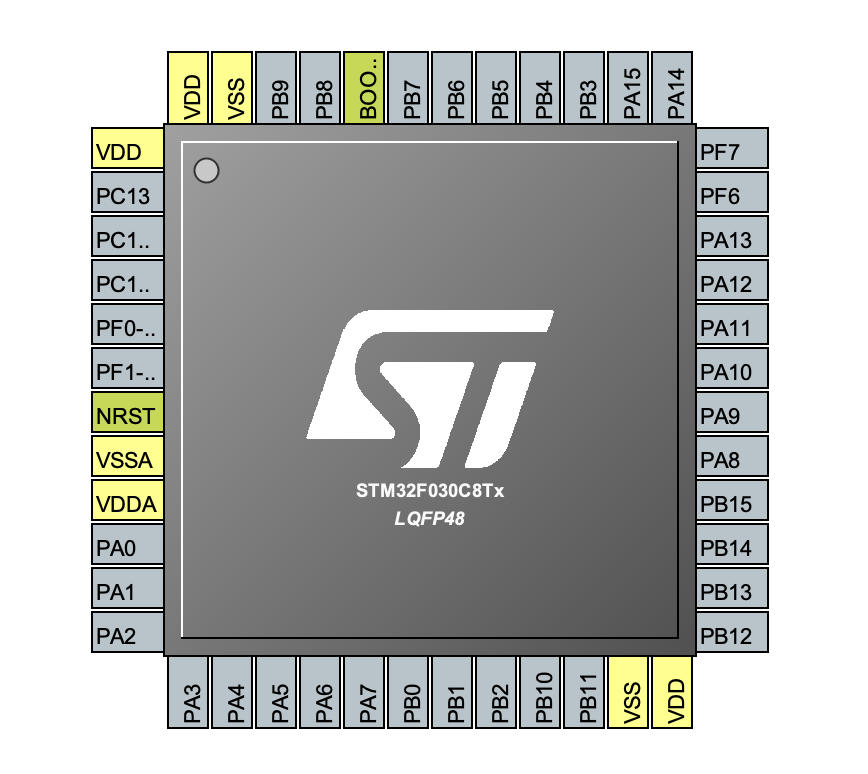 VDD
VSS
PB9
PB8
BOO..
PB7
PB6
PB5
PB4
PB3
PA15
PA14
VDD
PC13
PC1..
PC1..
PF0-..
PF1-..
NRST
VSSA
VDDA
PA0
PA1
PA2
PF7
PF6
PA13
PA12
PA11
PA10
PA9
PA8
PB15
PB14
PB13
PB12
ST
STM32F030C8Tx
LQFP48
PA3
PA4
PA5
PA6
PA7
PB0
PB1
PB2
PB10
PB11
VSS
VDD